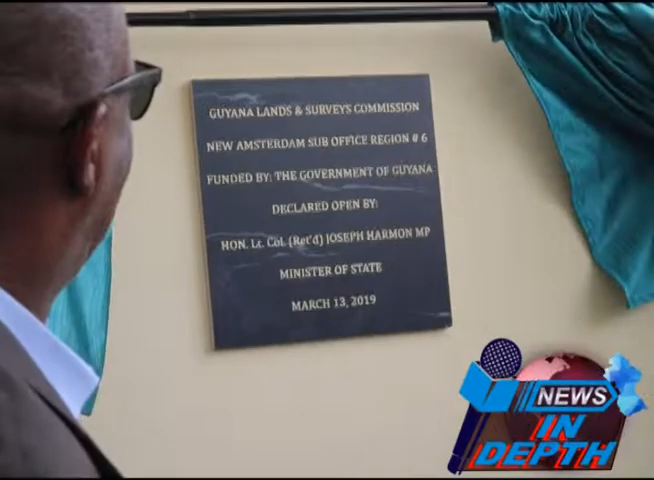 GUYANA LANDS & SURVEYS COMMISSION
NEW AMSTERDAM SUB OFFICE REGION # 6
FUNDED BY: THE GOVERNMENT OF GUYANA
DECLARED OPEN BY:
HON. Lt. Col. (Ret'd) JOSEPH HARMON MP
MINISTER OF STATE
MARCH 13, 2019
NEWS
IN
DEPTH